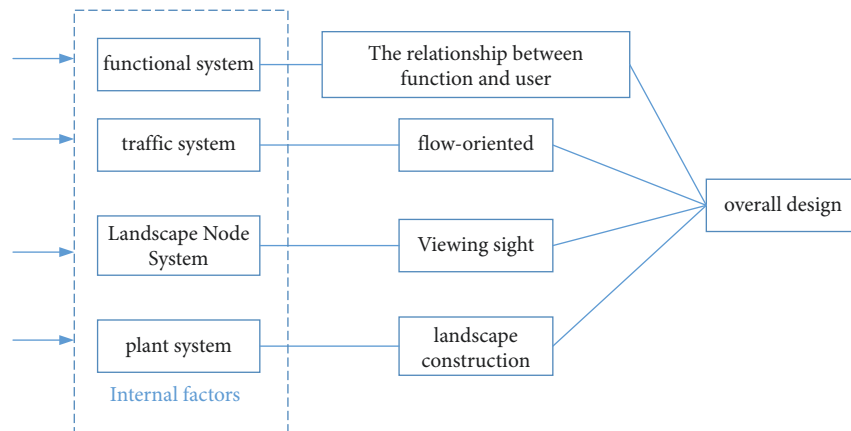 functional system
The relationship between
function and user
traffic system
flow-oriented
overall design
Landscape Node
System
Viewing sight
plant system
landscape
construction
Internal factors